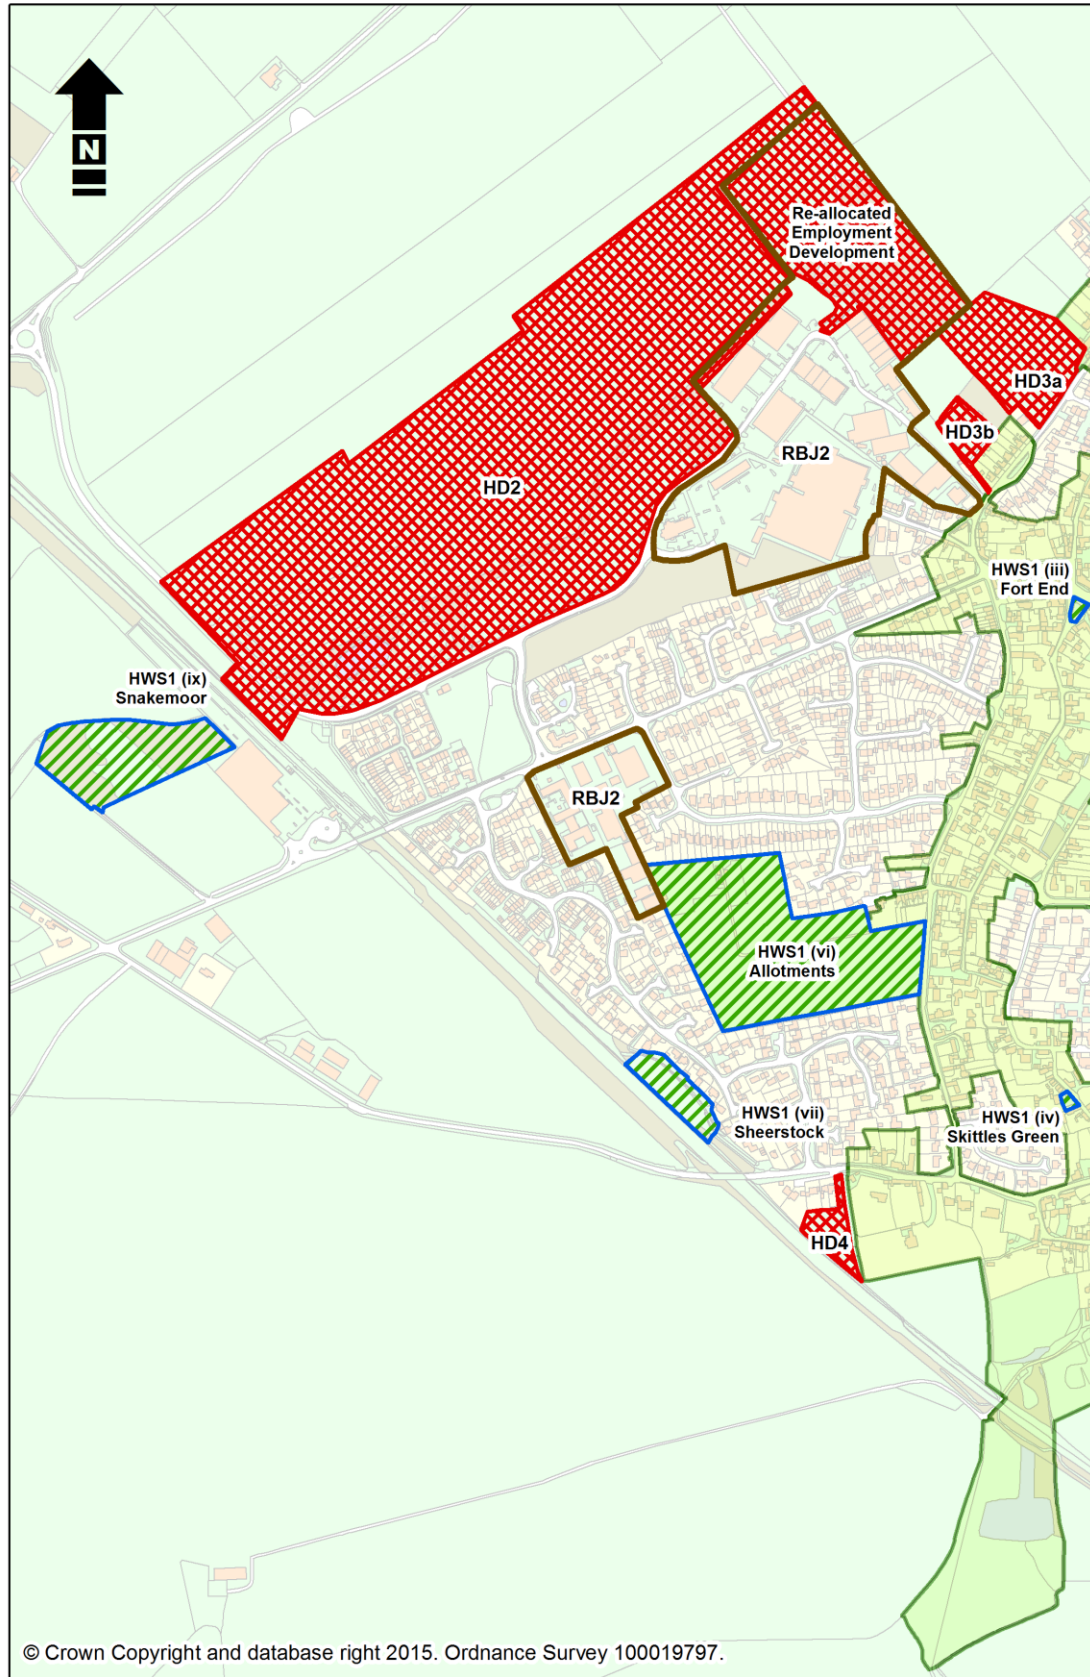 N
Re-allocated
Employment
Development
HD3a
HD3b
RBJ2
HD2
HWS1 (iii)
Fort End
HWS1 (ix)
Snakemoor
RBJ2
HWS1 (vi)
Allotments
HWS1 (vii)
Sheerstock
HWS1 (iv)
Skittles Green
HD4
© Crown Copyright and database right 2015. Ordnance Survey 100019797.